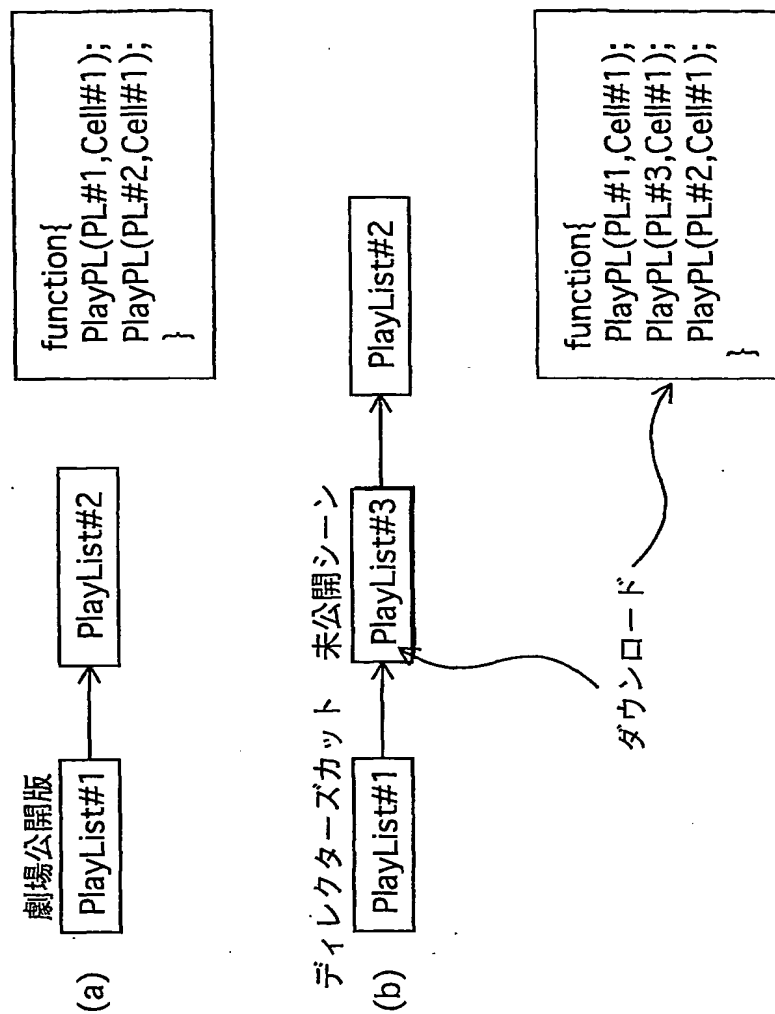 (a)
劇場公開版
PlayList#1
PlayList#2
function{
PlayPL(PL#1,Cell#1);
PlayPL(PL#2,Cell#1);
}
(b)
ディレクターズカット
未公開シーン
PlayList#1
PlayList#3
PlayList#2
ダウンロード
function{
PlayPL(PL#1,Cell#1);
PlayPL(PL#3,Cell#1);
PlayPL(PL#2,Cell#1);
}